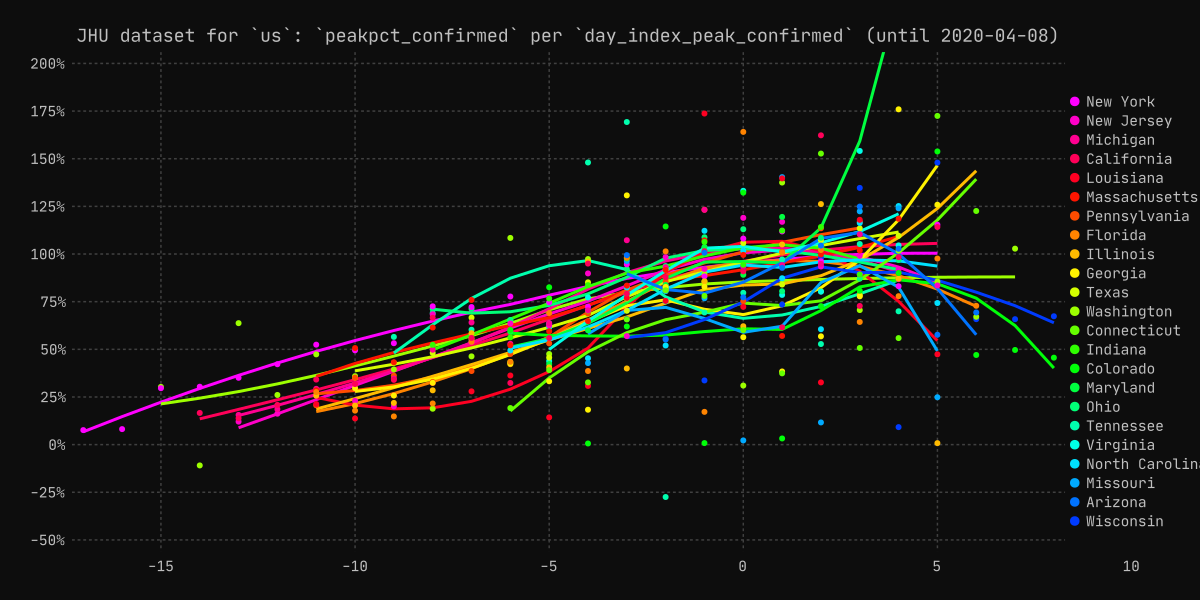 JHU dataset for `us`: `peakpct_confirmed` per `day_index_peak_confirmed` (until 2020-04-08)
200%
175%
150%
125%
100%
75%
50%
25%
0%
-25%
-50%
-15
-10
-5
0
5
10
New York
New Jersey
Michigan
California
Louisiana
Massachusetts
Pennsylvania
Florida
Illinois
Georgia
Texas
Washington
Connecticut
Indiana
Colorado
Maryland
Ohio
Tennessee
Virginia
North Carolin
Missouri
Arizona
Wisconsin